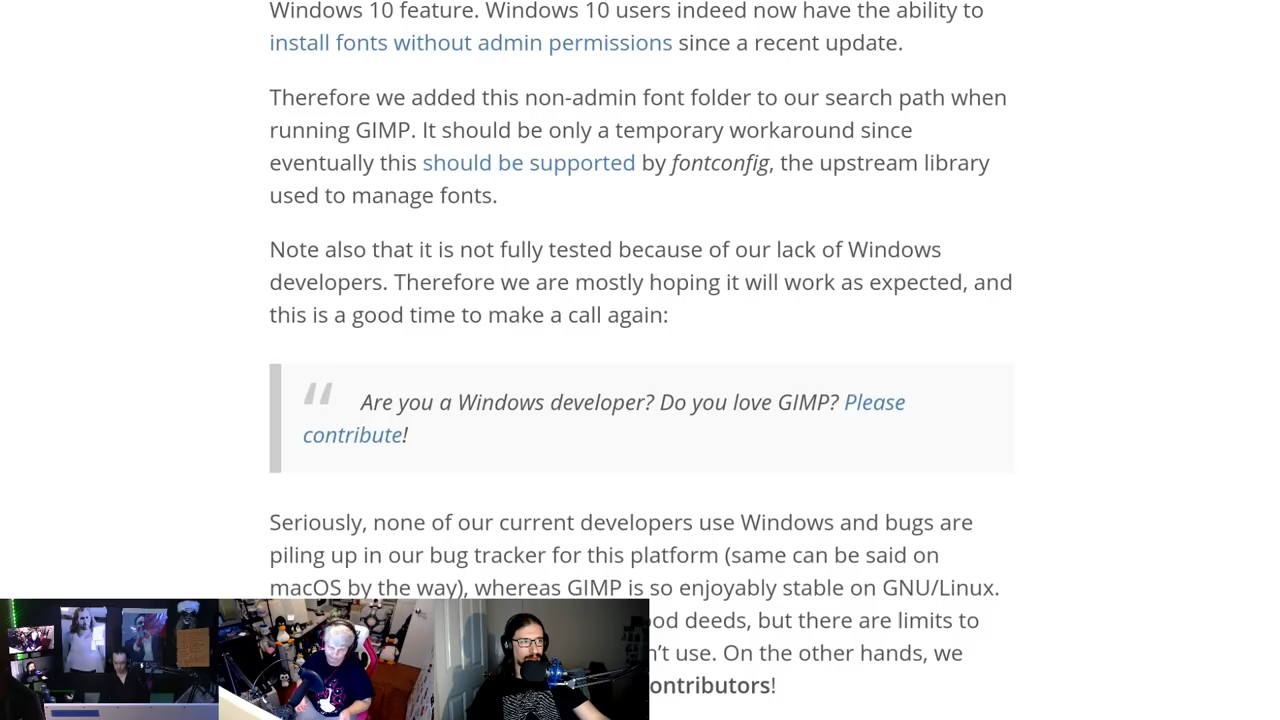 Windows 10 feature. Windows 10 users indeed now have the ability to
install fonts without admin permissions since a recent update.
Therefore we added this non-admin font folder to our search path when
running GIMP. It should be only a temporary workaround since
eventually this should be supported by fontconfig, the upstream library
used to manage fonts.
Note also that it is not fully tested because of our lack of Windows
developers. Therefore we are mostly hoping it will work as expected, and
this is a good time to make a call again:
“ Are you a Windows developer? Do you love GIMP? Please
contribute!
Seriously, none of our current developers use Windows and bugs are
piling up in our bug tracker for this platform (same can be said on
macOS by the way), whereas GIMP is so enjoyably stable on GNU/Linux.
deeds, but there are limits to
use. On the other hands, we
ontributors!